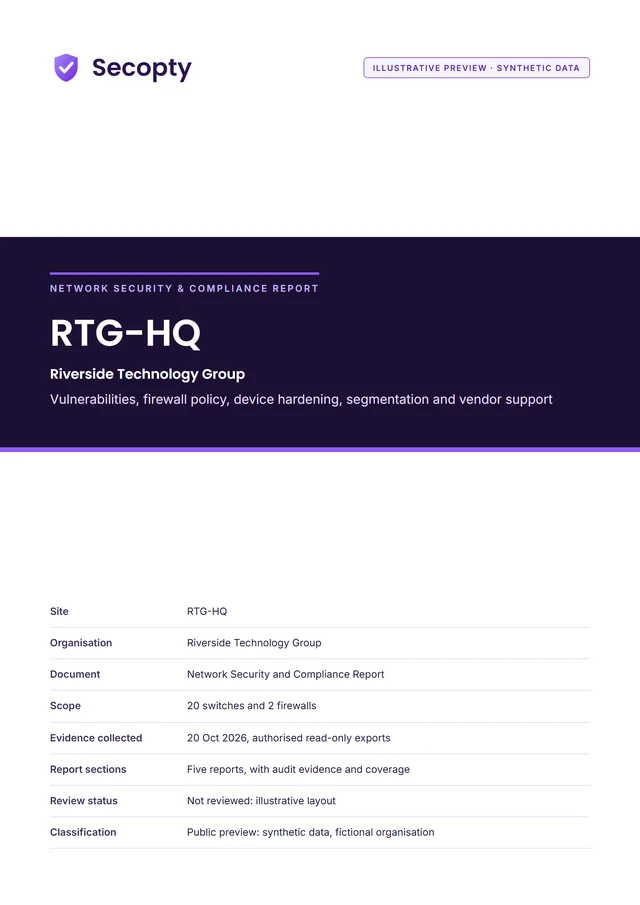 Secopty
ILLUSTRATIVE PREVIEW · SYNTHETIC DATA
NETWORK SECURITY & COMPLIANCE REPORT
RTG-HQ
Riverside Technology Group
Vulnerabilities, firewall policy, device hardening, segmentation and vendor support
Site RTG-HQ
Organisation Riverside Technology Group
Document Network Security and Compliance Report
Scope 20 switches and 2 firewalls
Evidence collected 20 Oct 2026, authorised read-only exports
Report sections Five reports, with audit evidence and coverage
Review status Not reviewed: illustrative layout
Classification Public preview: synthetic data, fictional organisation